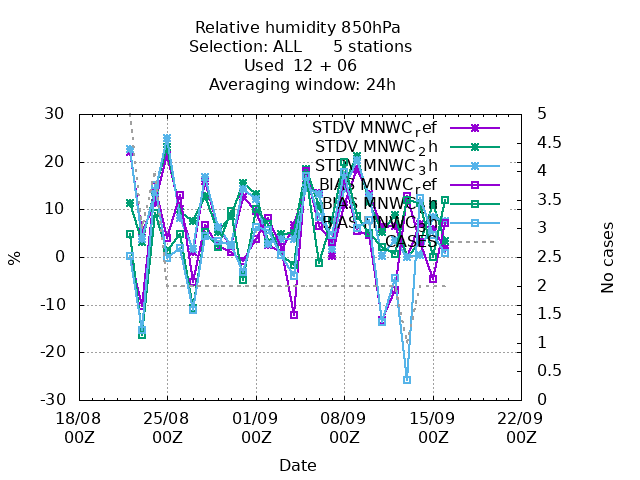 Relative humidity 850hPa
Selection: ALL 5 stations
Used 12 + 06
Averaging window: 24h
30
20
10
0
-10
-20
-30
%
5
4.5
4
3.5
3
2.5
2
1.5
1
0.5
0
No cases
STDV MNWC_ref
STDV MNWC_2h
STDV MNWC_3h
BIAS MNWC_ref
BIAS MNWC_2h
BIAS MNWC_3h
CASES
18/08 25/08 01/09 08/09 15/09 22/09
00Z 00Z 00Z 00Z 00Z 00Z
Date